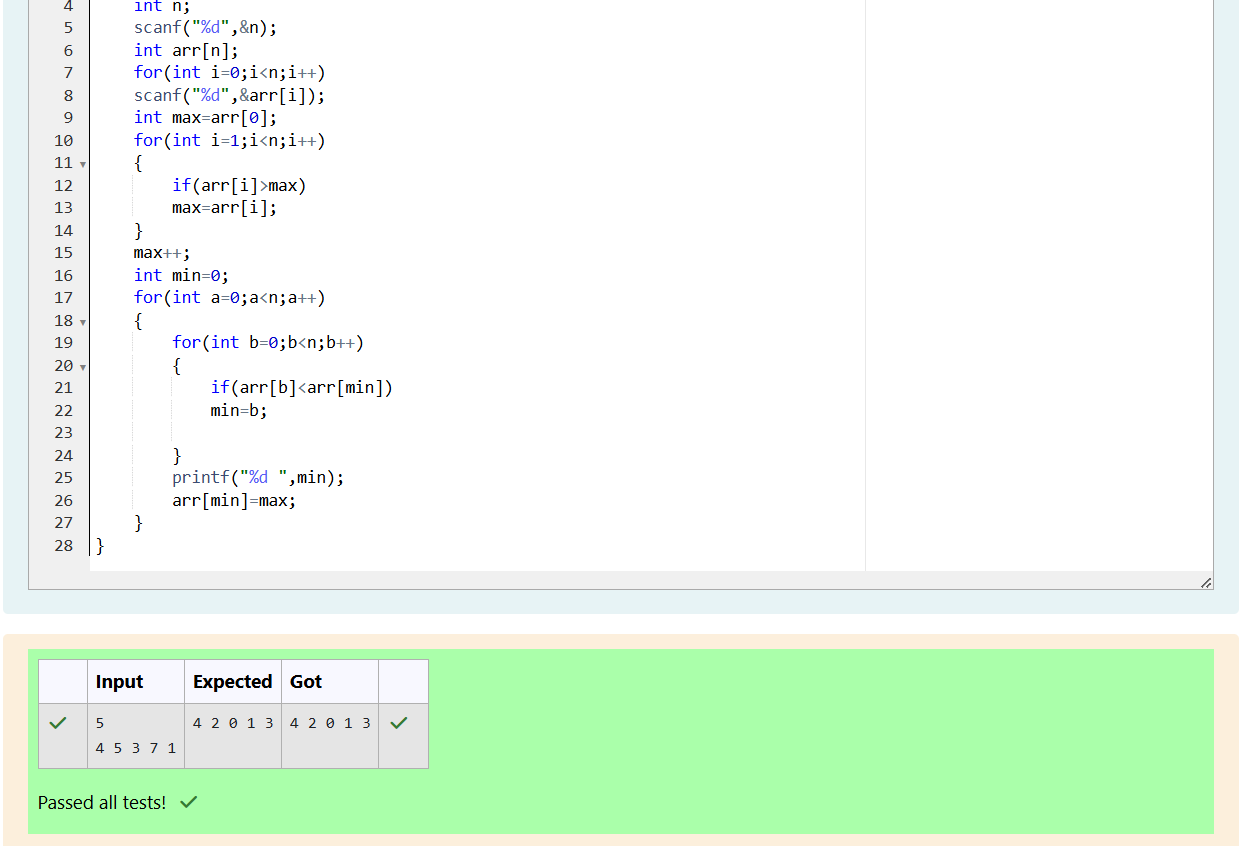 4 int n;
5 scanf("%d",&n);
6 int arr[n];
7 for(int i=0;i<n;i++)
8 scanf("%d",&arr[i]);
9 int max=arr[0];
10 for(int i=1;i<n;i++)
11 {
12 if(arr[i]>max)
13 max=arr[i];
14 }
15 max++;
16 int min=0;
17 for(int a=0;a<n;a++)
18 {
19 for(int b=0;b<n;b++)
20 {
21 if(arr[b]<arr[min])
22 min=b;
23
24 }
25 printf("%d ",min);
26 arr[min]=max;
27 }
28 }
Input Expected Got
5 4 2 0 1 3 4 2 0 1 3
4 5 3 7 1
Passed all tests!